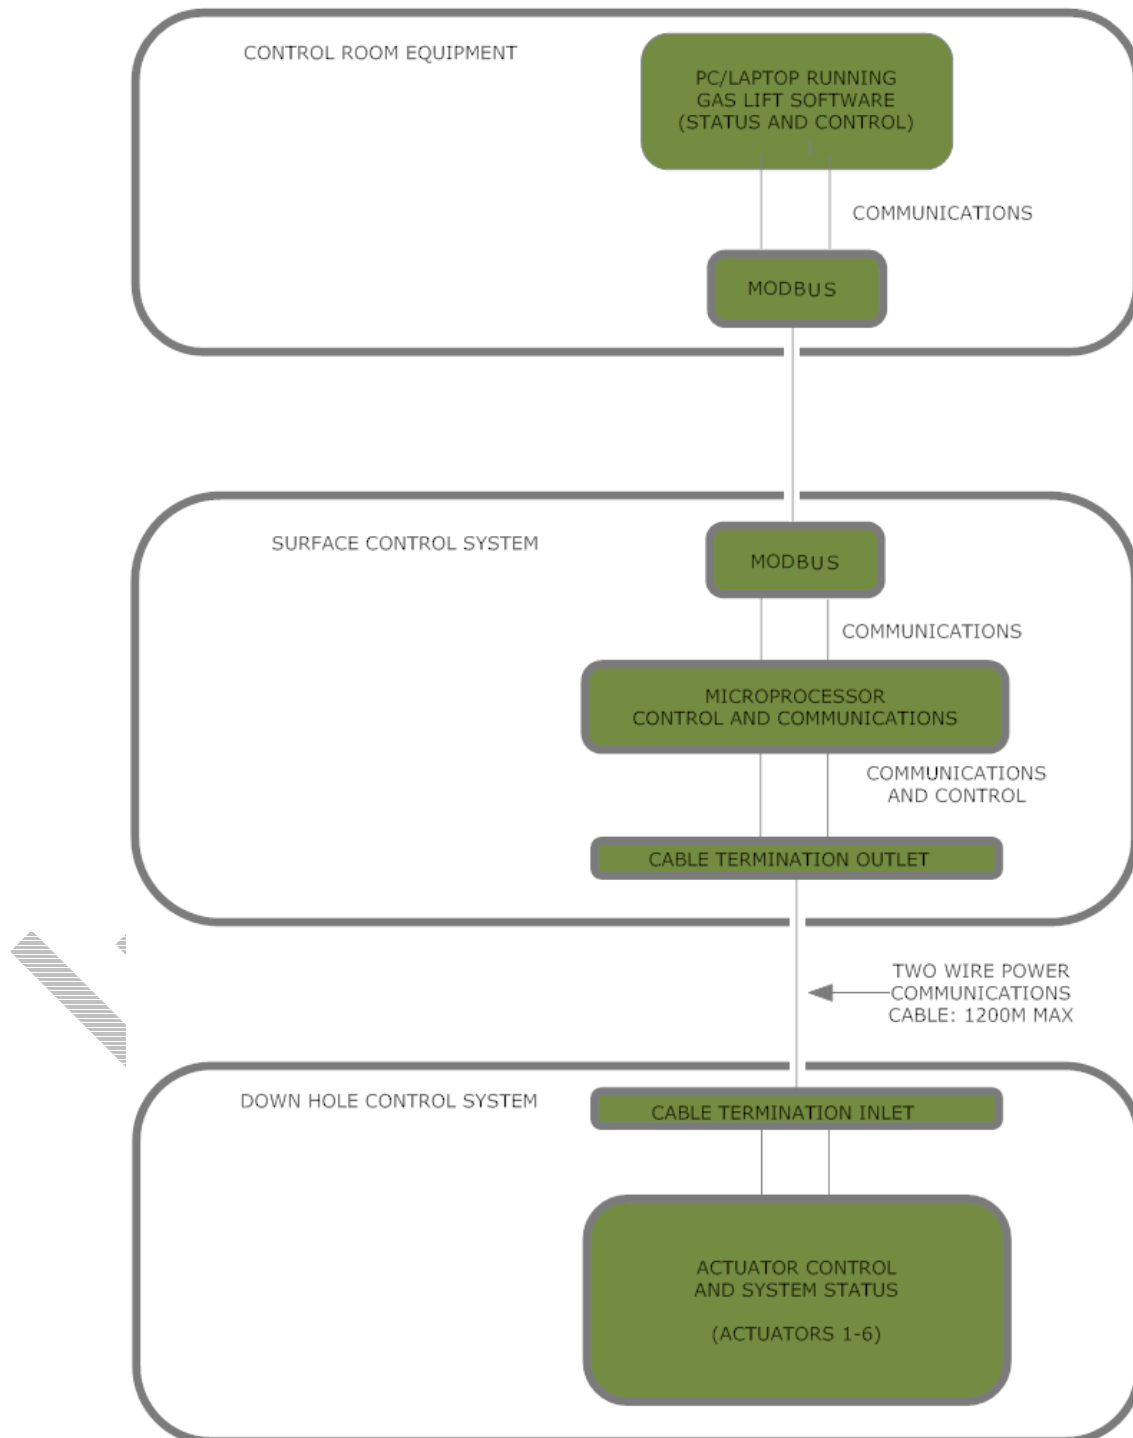 CONTROL ROOM EQUIPMENT
PC/LAPTOP RUNNING
GAS LIFT SOFTWARE
(STATUS AND CONTROL)
COMMUNICATIONS
MODBUS
SURFACE CONTROL SYSTEM
MODBUS
COMMUNICATIONS
MICROPROCESSOR
CONTROL AND COMMUNICATIONS
COMMUNICATIONS
AND CONTROL
CABLE TERMINATION OUTLET
TWO WIRE POWER
COMMUNICATIONS
CABLE: 1200M MAX
DOWN HOLE CONTROL SYSTEM
CABLE TERMINATION INLET
ACTUATOR CONTROL
AND SYSTEM STATUS
(ACTUATORS 1-6)